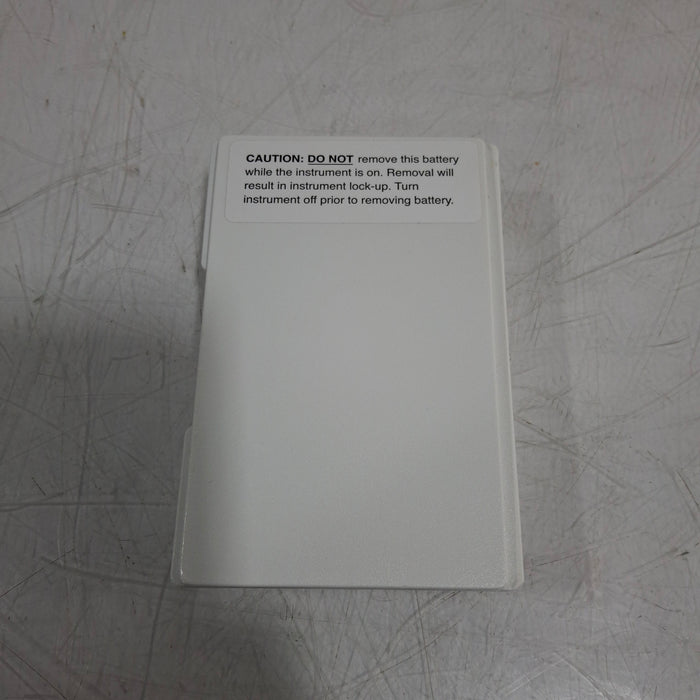 CAUTION: DO NOT remove this battery
while the instrument is on. Removal will
result in instrument lock-up. Turn
instrument off prior to removing battery.